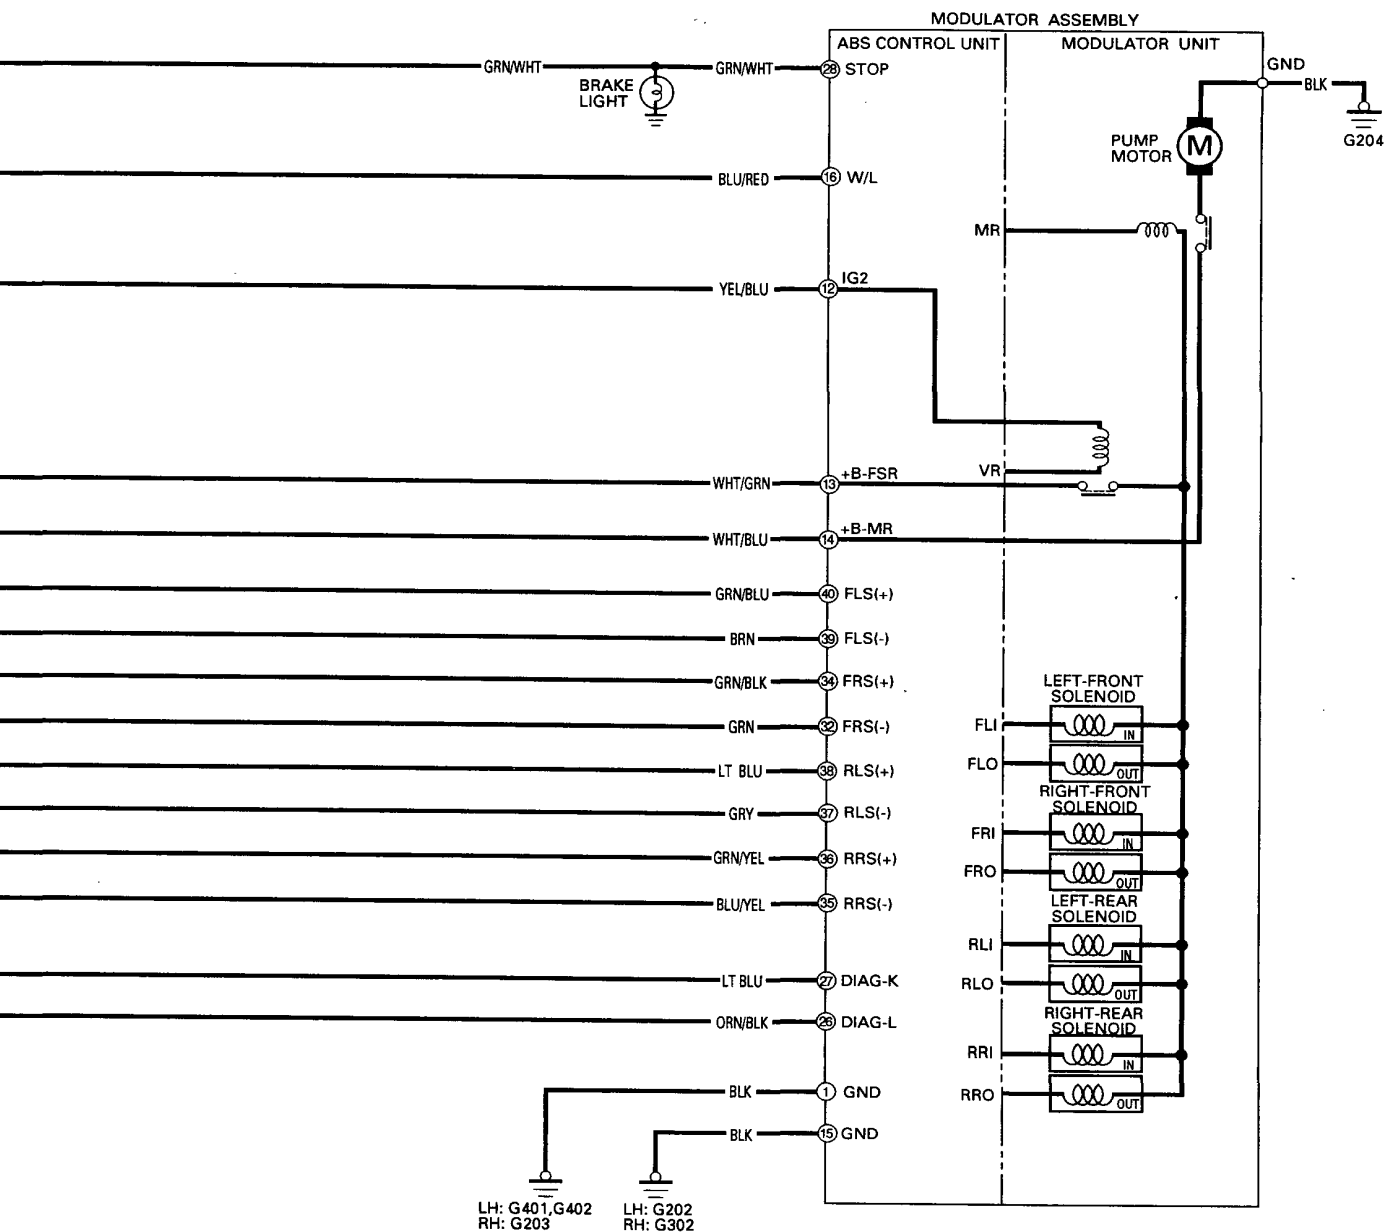 MODULATOR ASSEMBLY
ABS CONTROL UNIT
MODULATOR UNIT
GRN/WHT
GRN/WHT
28 STOP
BRAKE
LIGHT
GND
BLK
G204
PUMP
MOTOR
M
BLU/RED
16 W/L
MR
YEL/BLU
12 IG2
VR
WHT/GRN
13 +B-FSR
WHT/BLU
14 +B-MR
GRN/BLU
40 FLS(+)
BRN
39 FLS(-)
GRN/BLK
34 FRS(+)
GRN
32 FRS(-)
LT BLU
38 RLS(+)
GRY
37 RLS(-)
GRN/YEL
36 RRS(+)
BLU/YEL
35 RRS(-)
LT BLU
27 DIAG-K
ORN/BLK
26 DIAG-L
BLK
1 GND
BLK
15 GND
LEFT-FRONT
SOLENOID
FLI
IN
FLO
OUT
RIGHT-FRONT
SOLENOID
FRI
IN
FRO
OUT
LEFT-REAR
SOLENOID
RLI
IN
RLO
OUT
RIGHT-REAR
SOLENOID
RRI
IN
RRO
OUT
LH: G401,G402
RH: G203
LH: G202
RH: G302